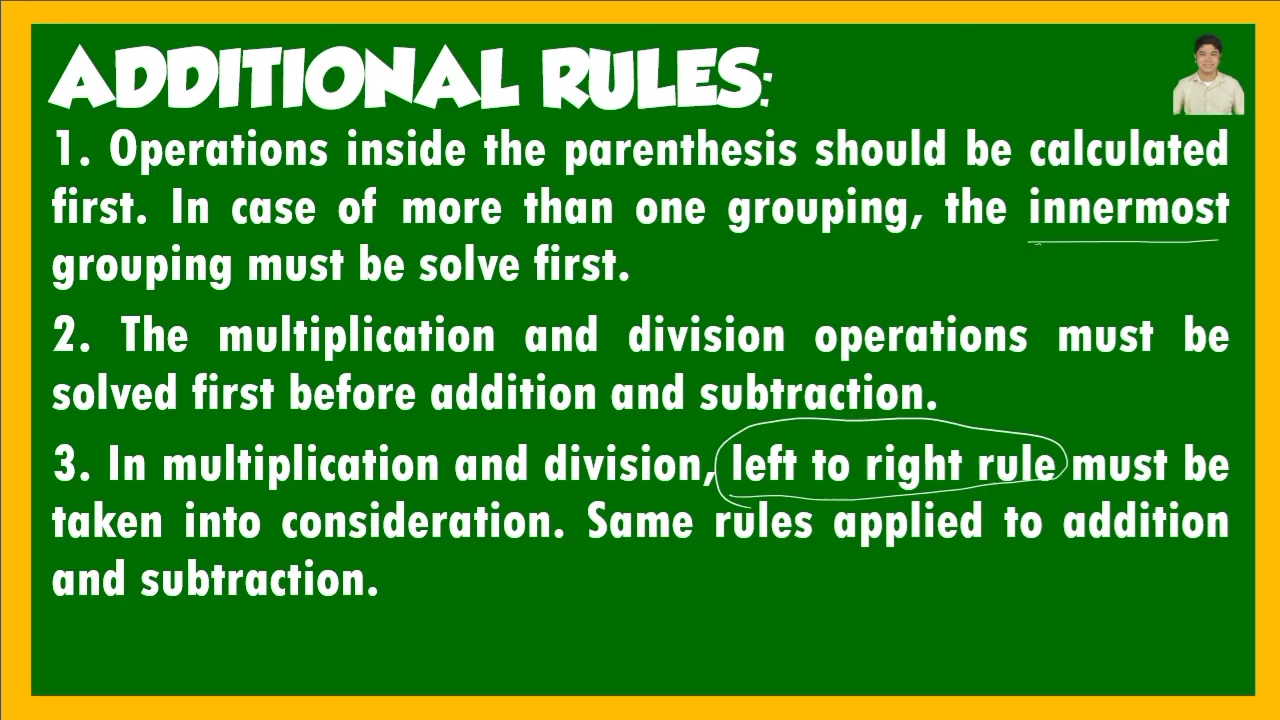 ADDITIONAL RULES:
1. Operations inside the parenthesis should be calculated
first. In case of more than one grouping, the innermost
grouping must be solve first.
2. The multiplication and division operations must be
solved first before addition and subtraction.
3. In multiplication and division, left to right rule must be
taken into consideration. Same rules applied to addition
and subtraction.